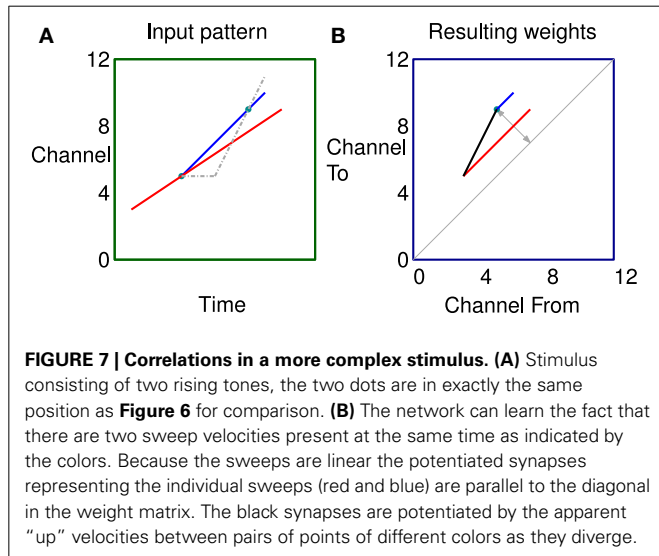 A Input pattern
12
8
Channel
4
0
Time
B Resulting weights
12
8
Channel
To
4
0
0 4 8 12
Channel From
FIGURE 7 | Correlations in a more complex stimulus. (A) Stimulus
consisting of two rising tones, the two dots are in exactly the same
position as Figure 6 for comparison. (B) The network can learn the fact that
there are two sweep velocities present at the same time as indicated by
the colors. Because the sweeps are linear the potentiated synapses
representing the individual sweeps (red and blue) are parallel to the diagonal
in the weight matrix. The black synapses are potentiated by the apparent
“up” velocities between pairs of points of different colors as they diverge.